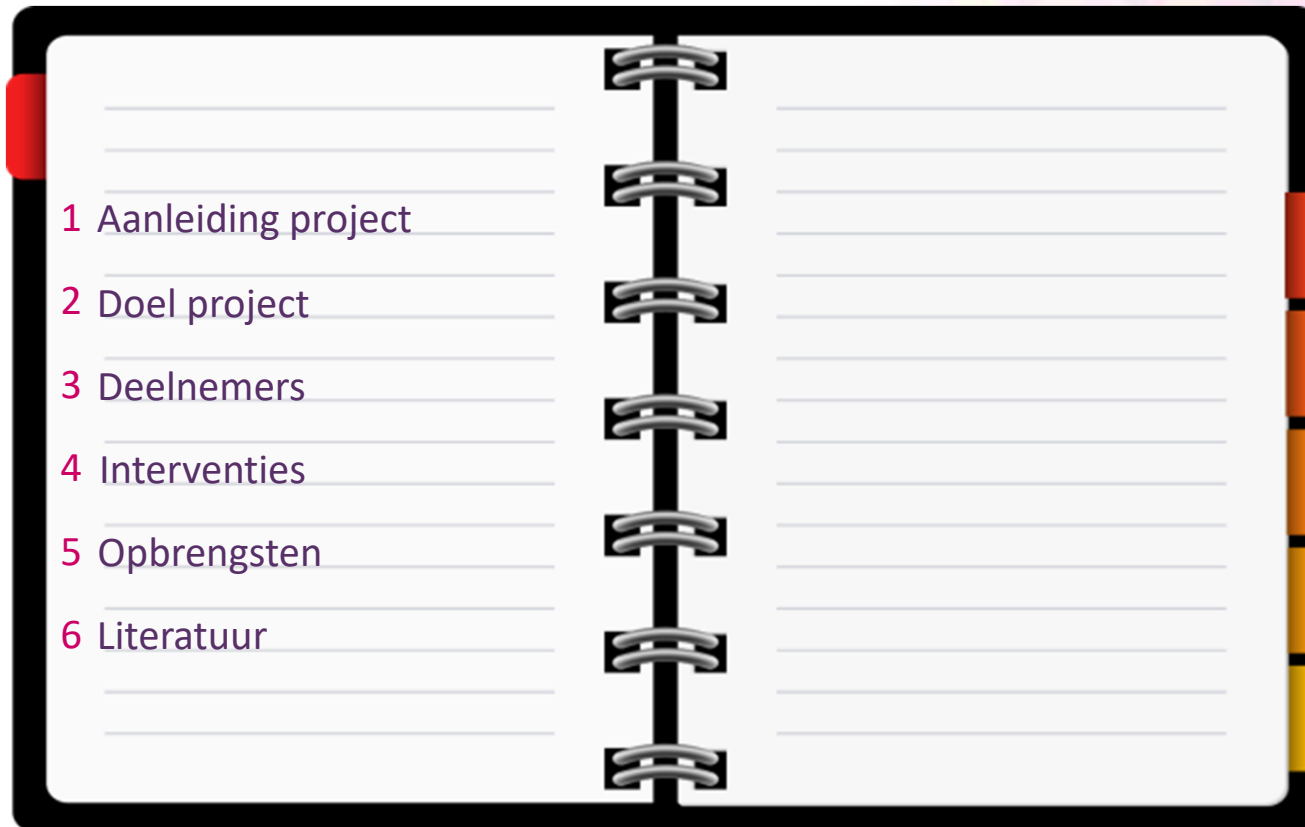 1 Aanleiding project
2 Doel project
3 Deelnemers
4 Interventies
5 Opbrengsten
6 Literatuur